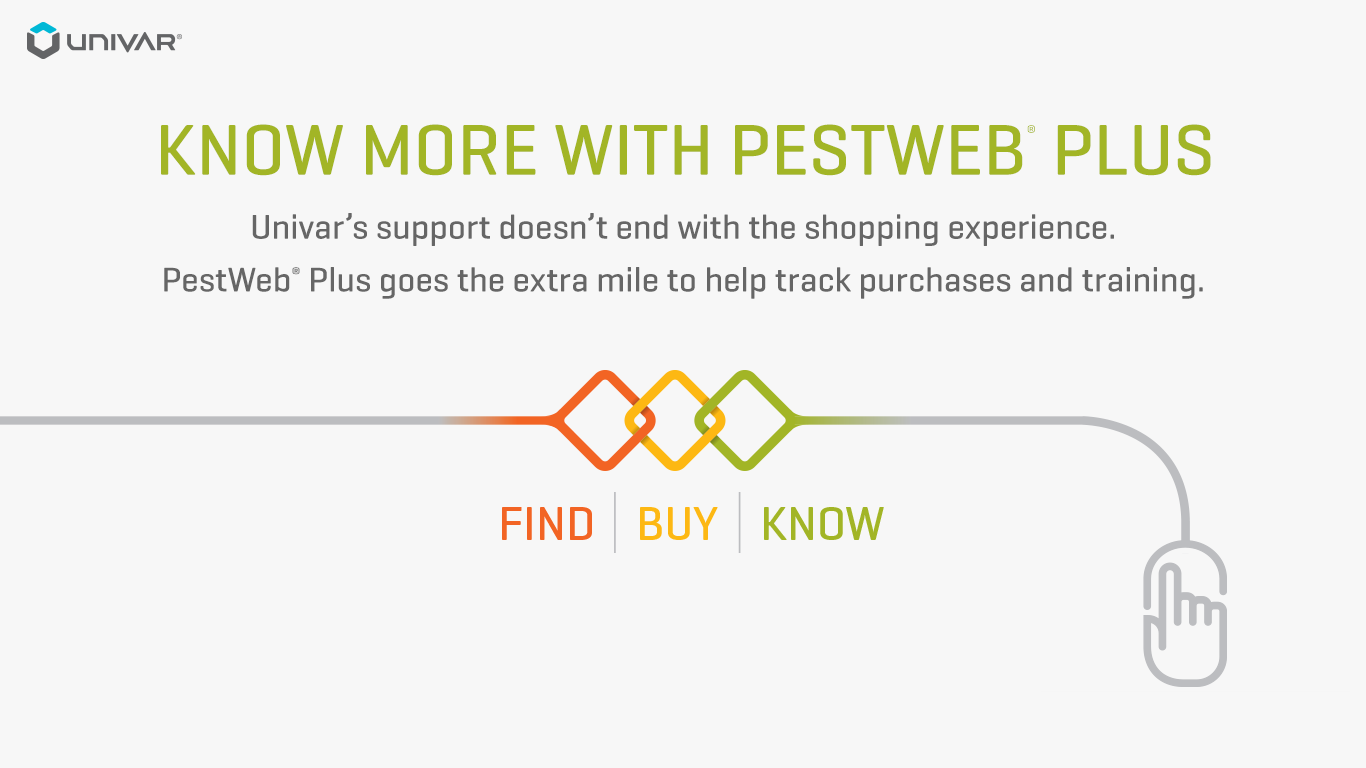 UNIVAR®
KNOW MORE WITH PESTWEB® PLUS
Univar’s support doesn’t end with the shopping experience.
PestWeb® Plus goes the extra mile to help track purchases and training.
FIND | BUY | KNOW